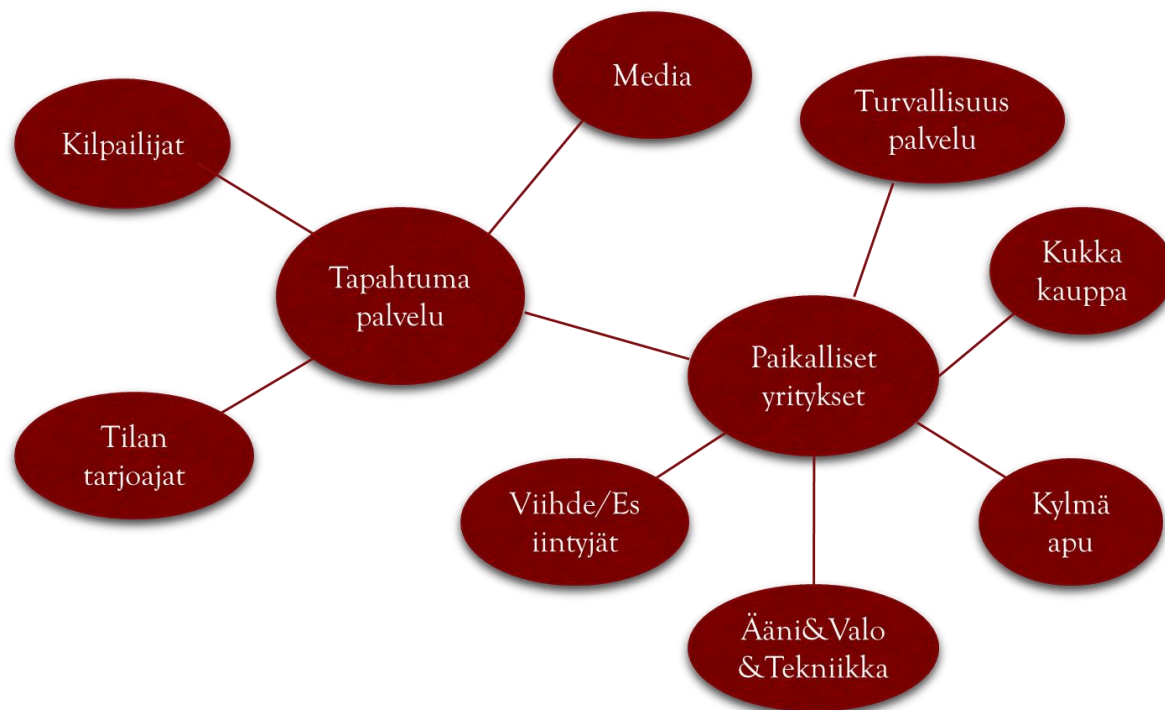 Media
Kilpailijat
Turvallisuus
palvelu
Tapahtuma
palvelu
Kukka
kauppa
Paikalliset
yritykset
Tilan
tarjoajat
Viihde/Es
iintyjät
Kylmä
apu
Ääni&Valo
&Tekniikka